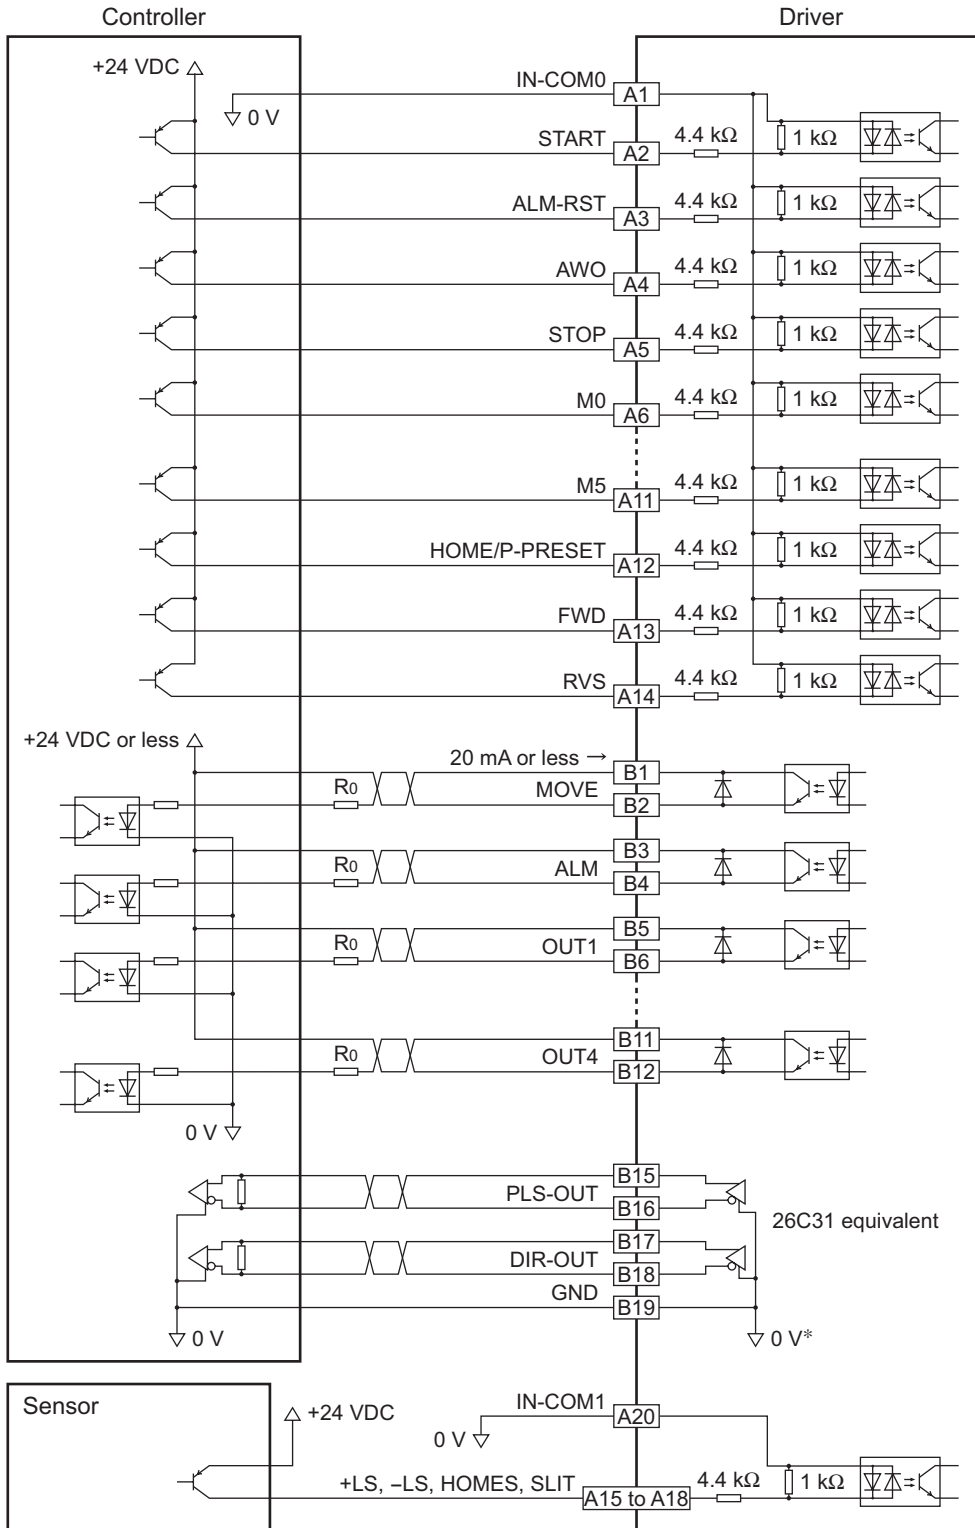 Controller
Driver
+24 VDC
IN-COM0
A1
0 V
START
A2
4.4 kΩ
1 kΩ
ALM-RST
A3
4.4 kΩ
1 kΩ
AWO
A4
4.4 kΩ
1 kΩ
STOP
A5
4.4 kΩ
1 kΩ
M0
A6
4.4 kΩ
1 kΩ
M5
A11
4.4 kΩ
1 kΩ
HOME/P-PRESET
A12
4.4 kΩ
1 kΩ
FWD
A13
4.4 kΩ
1 kΩ
RVS
A14
4.4 kΩ
1 kΩ
+24 VDC or less
20 mA or less →
B1
R0
MOVE
B2
B3
R0
ALM
B4
B5
R0
OUT1
B6
B11
R0
OUT4
B12
0 V
B15
PLS-OUT
B16
26C31 equivalent
B17
DIR-OUT
B18
GND
B19
0 V
0 V*
Sensor
+24 VDC
IN-COM1
A20
0 V
+LS, –LS, HOMES, SLIT
A15 to A18
4.4 kΩ
1 kΩ